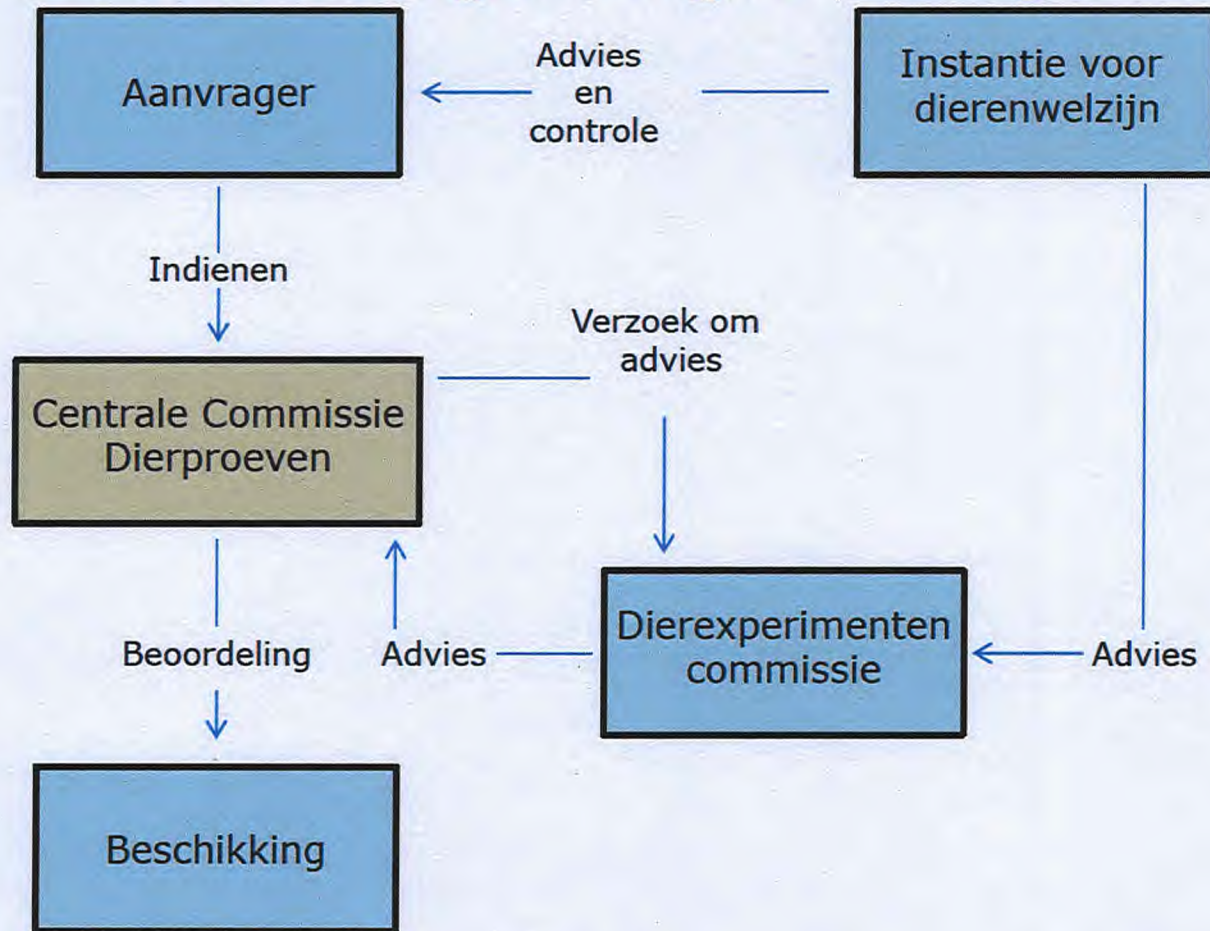 Aanvrager
Advies
en
controle
Instantie voor
dierenwelzijn
Indienen
Verzoek om
advies
Centrale Commissie
Dierproeven
Dierexperimenten
commissie
Beoordeling
Advies
Advies
Beschikking